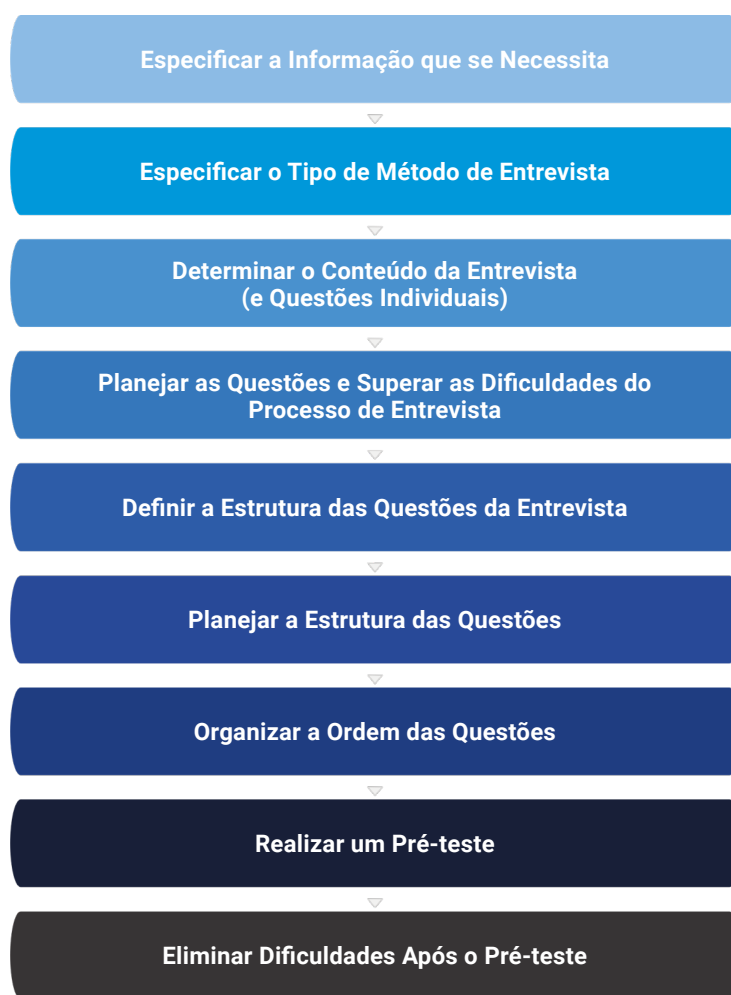 Especificar a Informação que se Necessita
Especificar o Tipo de Método de Entrevista
Determinar o Conteúdo da Entrevista
(e Questões Individuais)
Planejar as Questões e Superar as Dificuldades do
Processo de Entrevista
Definir a Estrutura das Questões da Entrevista
Planejar a Estrutura das Questões
Organizar a Ordem das Questões
Realizar um Pré-teste
Eliminar Dificuldades Após o Pré-teste